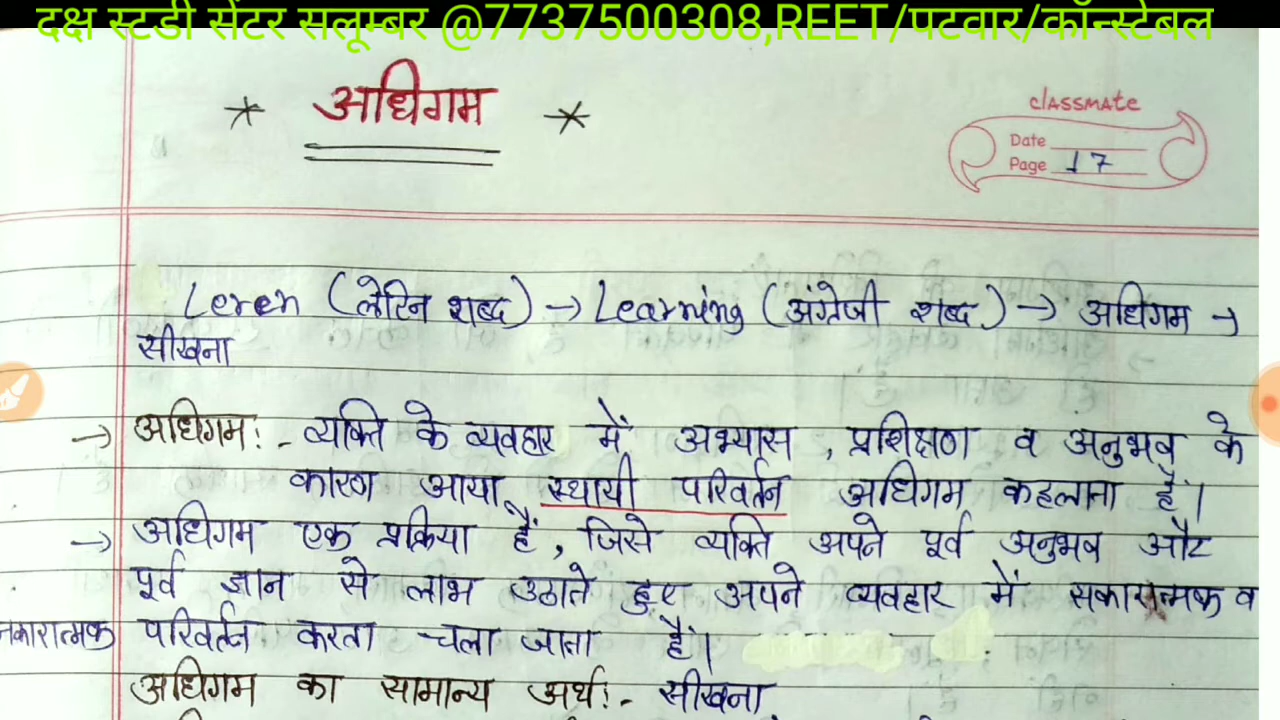 दक्ष स्टडी सेंटर सलूम्बर @7737500308,REET/पटवार/कॉन्स्टेबल
* अधिगम *
classmate
Date
Page 17
Leren (लेटिन शब्द) → Learning (अंग्रेजी शब्द) → अधिगम →
सीखना
→ अधिगम:- व्यक्ति के व्यवहार में अभ्यास, प्रशिक्षण व अनुभव के
कारण आया स्थायी परिवर्तन अधिगम कहलाता हैं।
→ अधिगम एक प्रक्रिया हैं, जिसे व्यक्ति अपने पूर्व अनुभव और
पूर्व ज्ञान से लाभ उठाते हुए अपने व्यवहार में सकारात्मक व
नकारात्मक परिवर्तन करता चला जाता हैं।
अधिगम का सामान्य अर्थ:- सीखना